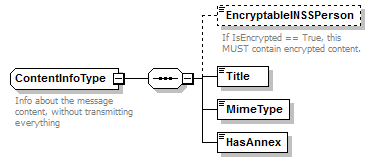 EncryptableINSSPerson
If IsEncrypted == True, this
MUST contain encrypted content.
ContentInfoType
Info about the message
content, without transmitting
everything
Title
MimeType
HasAnnex